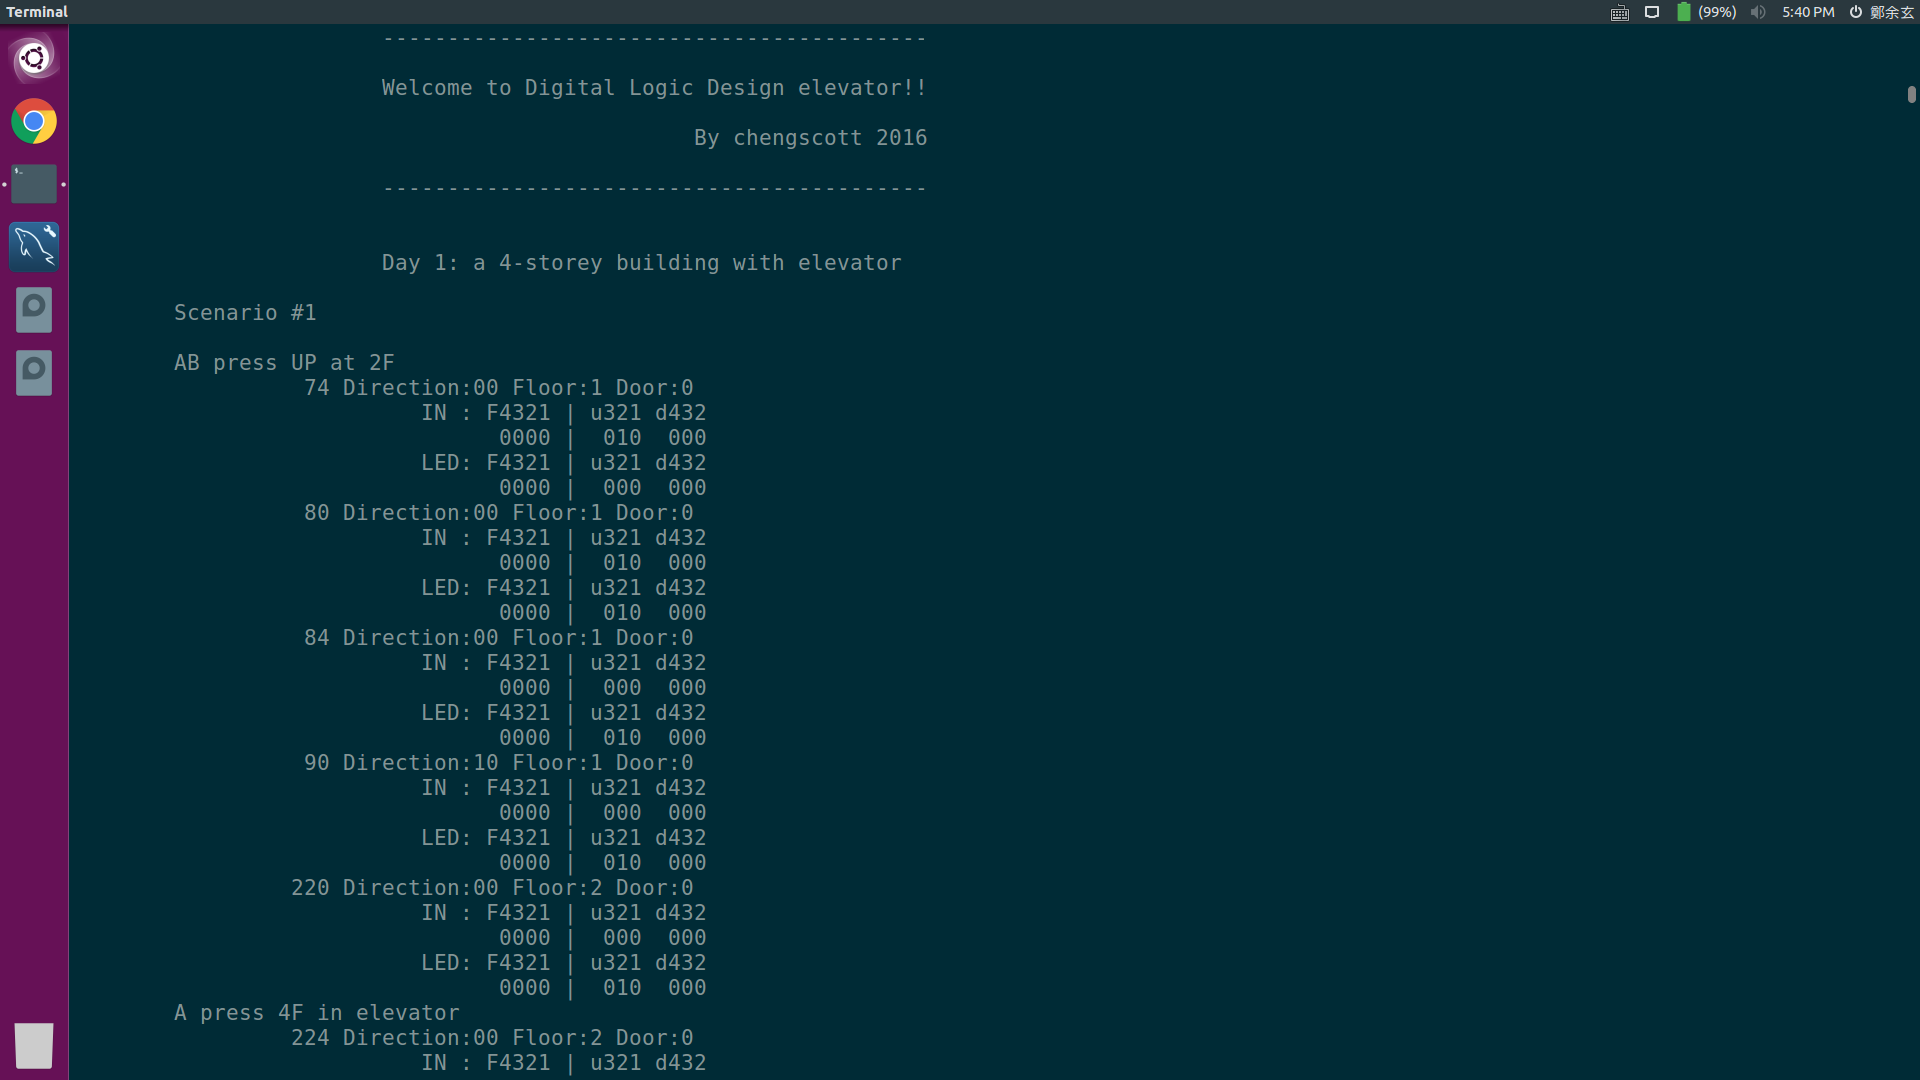 Terminal
(99%) 5:40 PM 鄭余玄
------------------------------------------
Welcome to Digital Logic Design elevator!!
By chengscott 2016
------------------------------------------
Day 1: a 4-storey building with elevator
Scenario #1
AB press UP at 2F
74 Direction:00 Floor:1 Door:0
IN : F4321 | u321 d432
0000 | 010 000
LED: F4321 | u321 d432
0000 | 000 000
80 Direction:00 Floor:1 Door:0
IN : F4321 | u321 d432
0000 | 010 000
LED: F4321 | u321 d432
0000 | 010 000
84 Direction:00 Floor:1 Door:0
IN : F4321 | u321 d432
0000 | 000 000
LED: F4321 | u321 d432
0000 | 010 000
90 Direction:10 Floor:1 Door:0
IN : F4321 | u321 d432
0000 | 000 000
LED: F4321 | u321 d432
0000 | 010 000
220 Direction:00 Floor:2 Door:0
IN : F4321 | u321 d432
0000 | 000 000
LED: F4321 | u321 d432
0000 | 010 000
A press 4F in elevator
224 Direction:00 Floor:2 Door:0
IN : F4321 | u321 d432